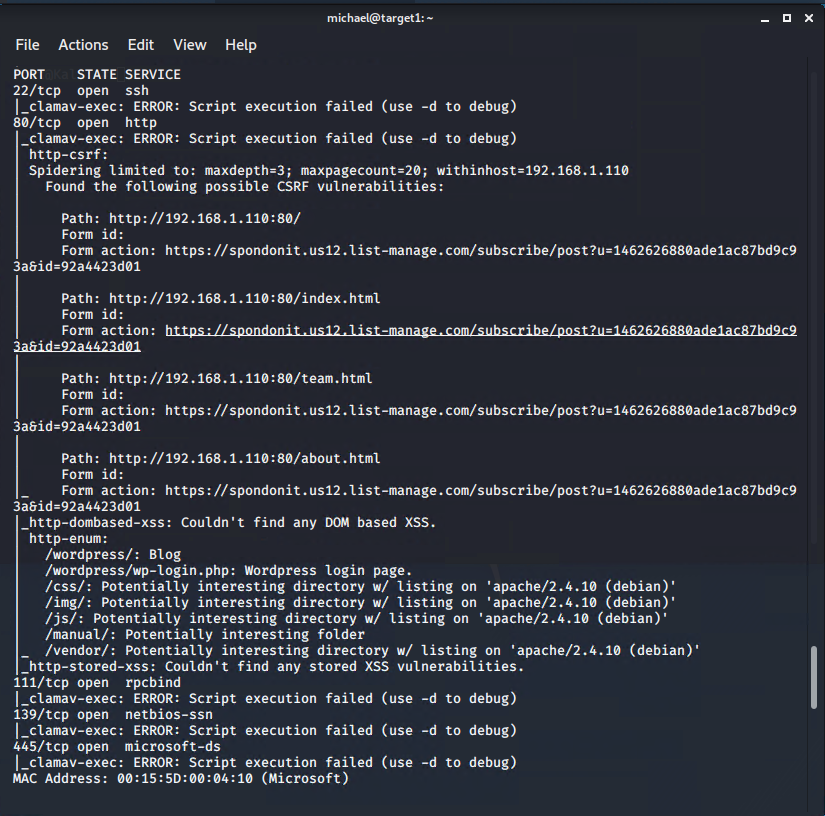 michael@target1: ~
File Actions Edit View Help
PORT STATE SERVICE
22/tcp open ssh
|_clamav-exec: ERROR: Script execution failed (use -d to debug)
80/tcp open http
|_clamav-exec: ERROR: Script execution failed (use -d to debug)
| http-csrf:
| Spidering limited to: maxdepth=3; maxpagecount=20; withinhost=192.168.1.110
| Found the following possible CSRF vulnerabilities:
|
| Path: http://192.168.1.110:80/
| Form id:
| Form action: https://spondonit.us12.list-manage.com/subscribe/post?u=1462626880ade1ac87bd9c9
3a&id=92a4423d01
|
| Path: http://192.168.1.110:80/index.html
| Form id:
| Form action: https://spondonit.us12.list-manage.com/subscribe/post?u=1462626880ade1ac87bd9c9
3a&id=92a4423d01
|
| Path: http://192.168.1.110:80/team.html
| Form id:
| Form action: https://spondonit.us12.list-manage.com/subscribe/post?u=1462626880ade1ac87bd9c9
3a&id=92a4423d01
|
| Path: http://192.168.1.110:80/about.html
| Form id:
|_ Form action: https://spondonit.us12.list-manage.com/subscribe/post?u=1462626880ade1ac87bd9c9
3a&id=92a4423d01
|_http-dombased-xss: Couldn't find any DOM based XSS.
| http-enum:
| /wordpress/: Blog
| /wordpress/wp-login.php: Wordpress login page.
| /css/: Potentially interesting directory w/ listing on 'apache/2.4.10 (debian)'
| /img/: Potentially interesting directory w/ listing on 'apache/2.4.10 (debian)'
| /js/: Potentially interesting directory w/ listing on 'apache/2.4.10 (debian)'
| /manual/: Potentially interesting folder
|_ /vendor/: Potentially interesting directory w/ listing on 'apache/2.4.10 (debian)'
|_http-stored-xss: Couldn't find any stored XSS vulnerabilities.
111/tcp open rpcbind
|_clamav-exec: ERROR: Script execution failed (use -d to debug)
139/tcp open netbios-ssn
|_clamav-exec: ERROR: Script execution failed (use -d to debug)
445/tcp open microsoft-ds
|_clamav-exec: ERROR: Script execution failed (use -d to debug)
MAC Address: 00:15:5D:00:04:10 (Microsoft)